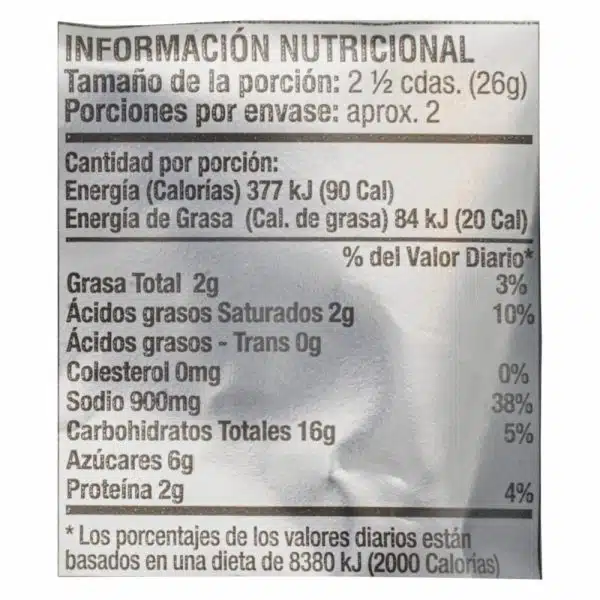 INFORMACIÓN NUTRICIONAL
Tamaño de la porción: 2 ½ cdas. (26g)
Porciones por envase: aprox. 2
Cantidad por porción:
Energía (Calorías) 377 kJ (90 Cal)
Energía de Grasa (Cal. de grasa) 84 kJ (20 Cal)
% del Valor Diario*
Grasa Total 2g 3%
Ácidos grasos Saturados 2g 10%
Ácidos grasos - Trans 0g
Colesterol 0mg 0%
Sodio 900mg 38%
Carbohidratos Totales 16g 5%
Azúcares 6g
Proteína 2g 4%
* Los porcentajes de los valores diarios están
basados en una dieta de 8380 kJ (2000 Calorías)